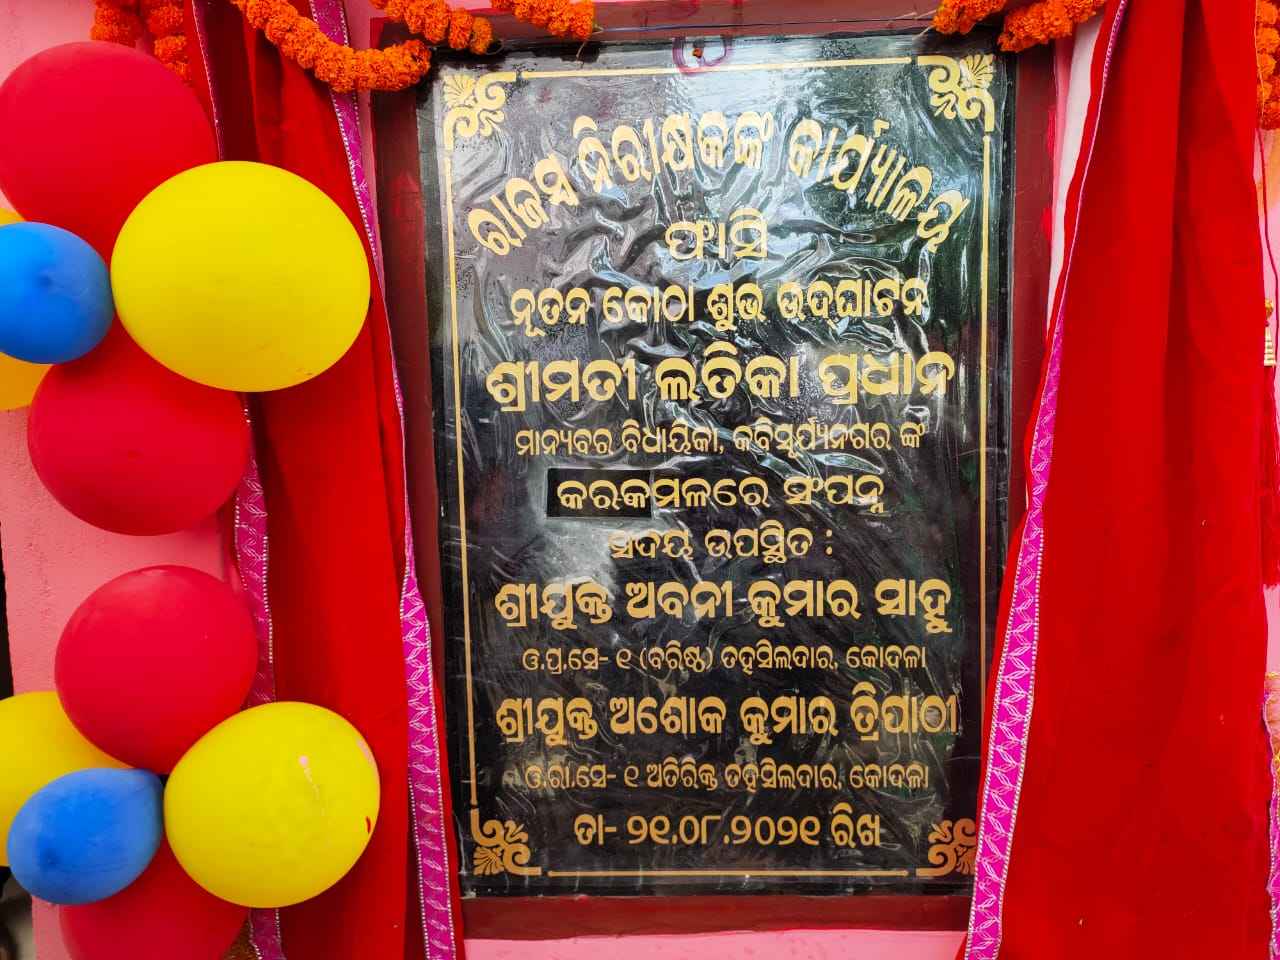 ରାଜସ୍ୱ ନିରୀକ୍ଷକଙ୍କ କାର୍ଯ୍ୟାଳୟ
ଫାସି
ନୂତନ କୋଠା ଶୁଭ ଉଦ୍‌ଘାଟନ
ଶ୍ରୀମତୀ ଲତିକା ପ୍ରଧାନ
ମାନ୍ୟବର ବିଧାୟିକା, କବିସୂର୍ଯ୍ୟନଗର ଙ୍କ
କରକମଳରେ ସଂପନ୍ନ
ସଦୟ ଉପସ୍ଥିତ :
ଶ୍ରୀଯୁକ୍ତ ଅବନୀ କୁମାର ସାହୁ
ଓ.ପ୍ର.ସେ- ୧ (ବରିଷ୍ଠ) ତହସିଲଦାର, କୋଦଳା
ଶ୍ରୀଯୁକ୍ତ ଅଶୋକ କୁମାର ତ୍ରିପାଠୀ
ଓ.ରା.ସେ- ୧ ଅତିରିକ୍ତ ତହସିଲଦାର, କୋଦଳା
ତା- ୨୧.୦୮.୨୦୨୧ ରିଖ